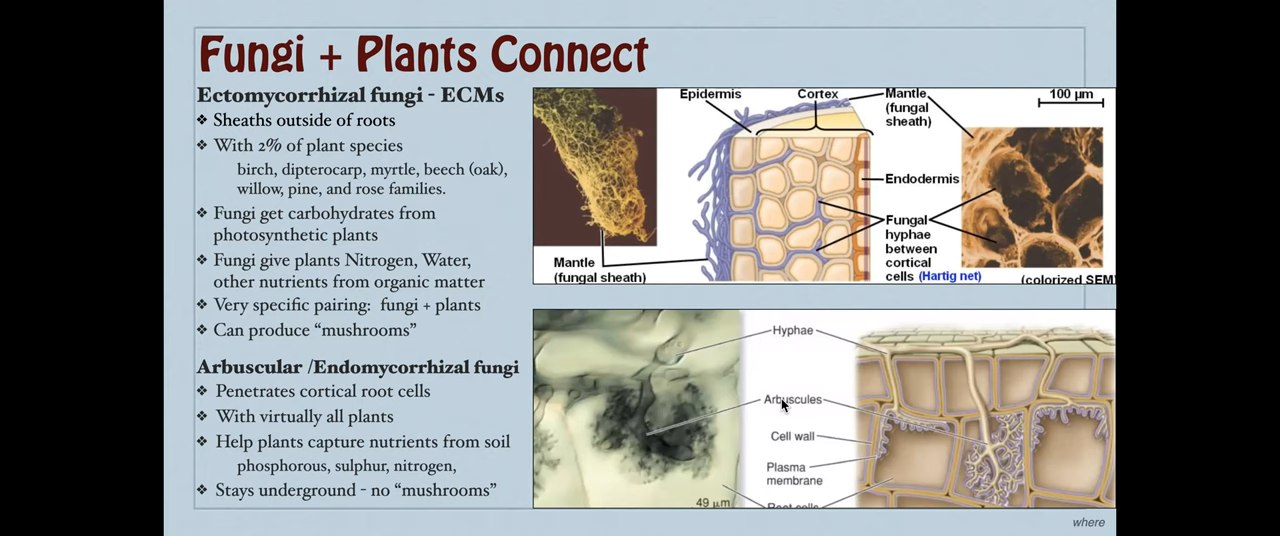 Fungi + Plants Connect
Ectomycorrhizal fungi - ECMs
❖ Sheaths outside of roots
❖ With 2% of plant species
birch, dipterocarp, myrtle, beech (oak),
willow, pine, and rose families.
❖ Fungi get carbohydrates from
photosynthetic plants
❖ Fungi give plants Nitrogen, Water,
other nutrients from organic matter
❖ Very specific pairing: fungi + plants
❖ Can produce “mushrooms”
Arbuscular /Endomycorrhizal fungi
❖ Penetrates cortical root cells
❖ With virtually all plants
❖ Help plants capture nutrients from soil
phosphorous, sulphur, nitrogen,
❖ Stays underground - no “mushrooms”
Epidermis
Cortex
Mantle
(fungal
sheath)
100 μm
Endodermis
Fungal
hyphae
between
cortical
cells (Hartig net)
Mantle
(fungal sheath)
(colorized SEM)
Hyphae
Arbuscules
Cell wall
Plasma
membrane
Root cells
49 μm
where